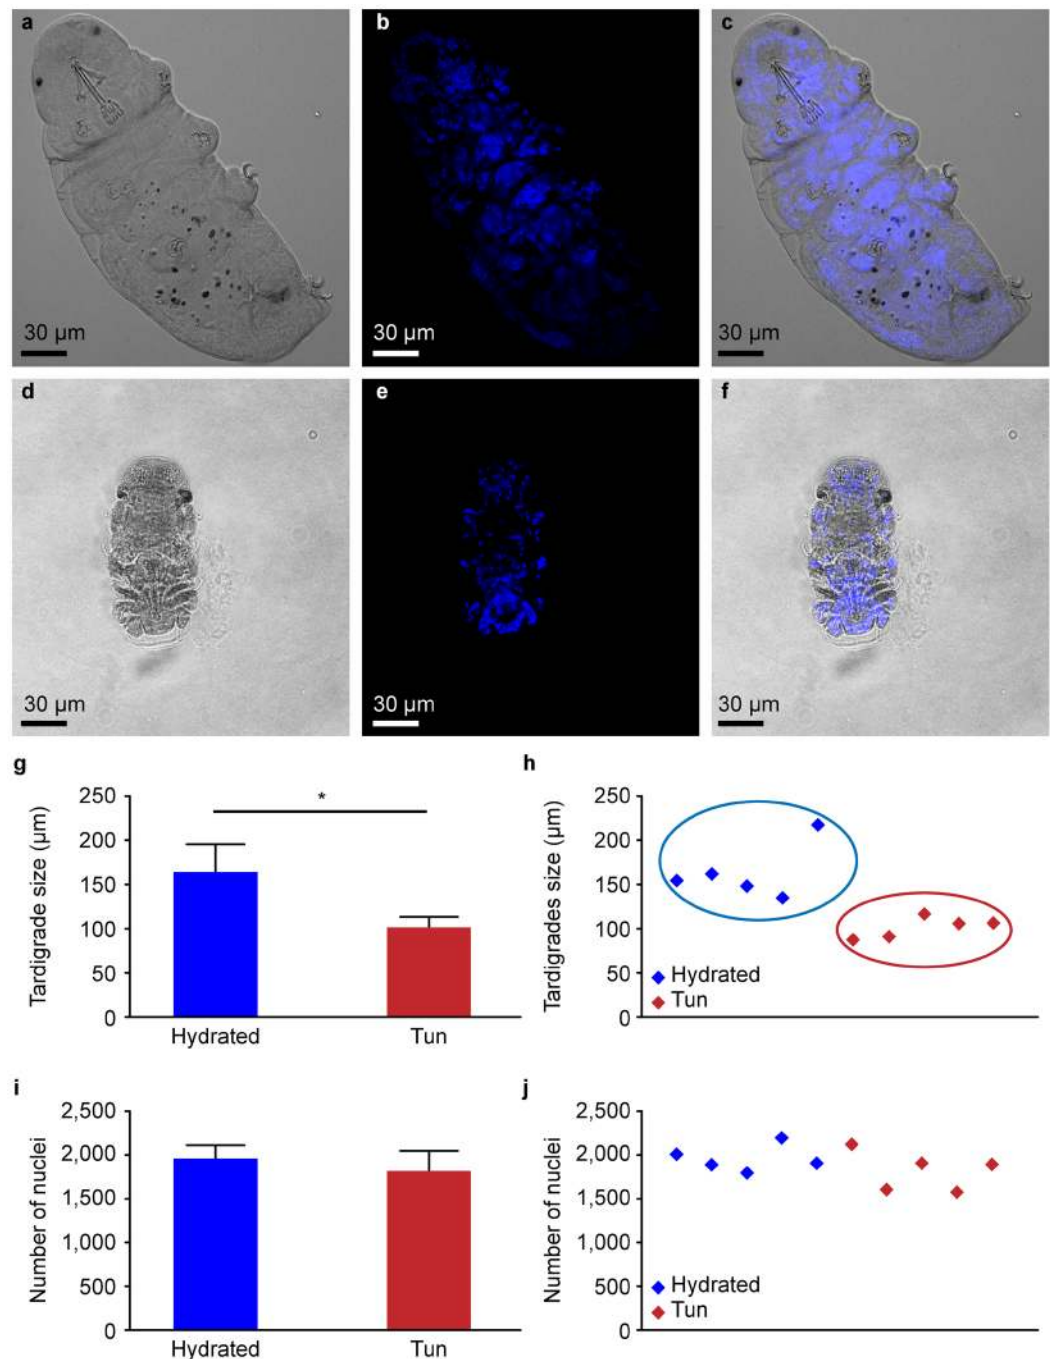 a
b
c
30 µm
30 µm
30 µm
d
e
f
30 µm
30 µm
30 µm
g
Tardigrade size (µm)
250
200
150
100
50
0
*
Hydrated
Tun
h
Tardigrades size (µm)
250
200
150
100
50
0
Hydrated
Tun
i
Number of nuclei
2,500
2,000
1,500
1,000
500
0
Hydrated
Tun
j
Number of nuclei
2,500
2,000
1,500
1,000
500
0
Hydrated
Tun